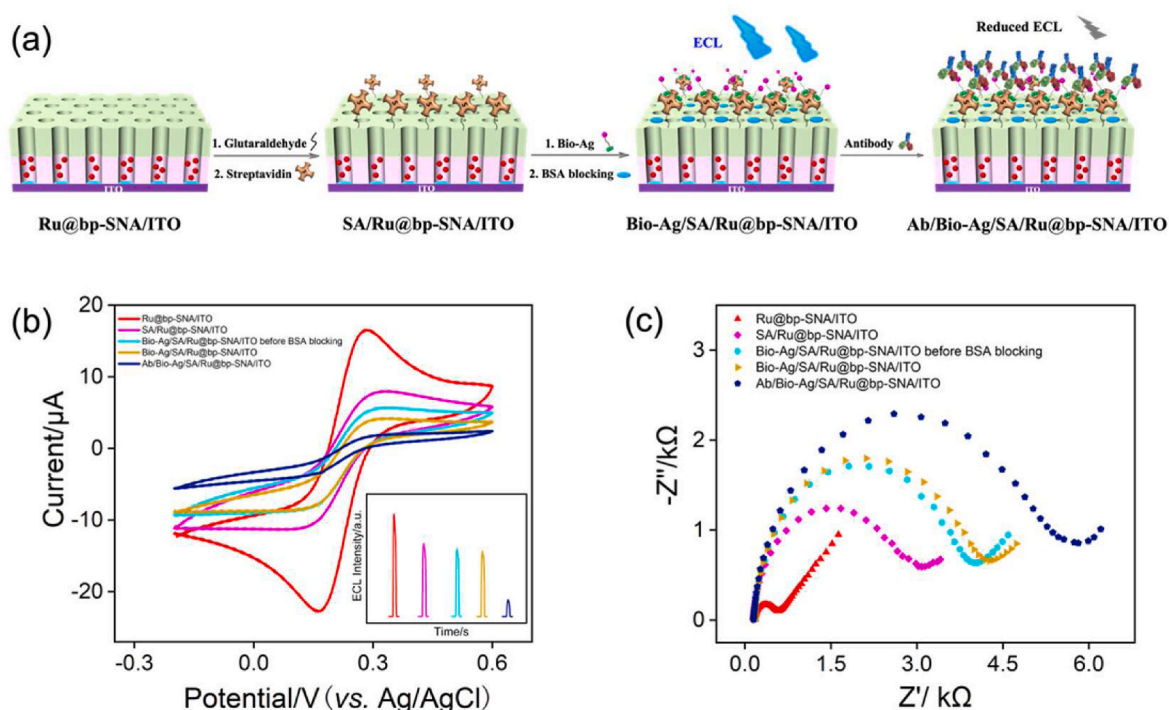 (a)
ECL
Reduced ECL
1. Glutaraldehyde
2. Streptavidin
1. Bio-Ag
2. BSA blocking
Antibody
ITO
ITO
ITO
ITO
Ru@bp-SNA/ITO
SA/Ru@bp-SNA/ITO
Bio-Ag/SA/Ru@bp-SNA/ITO
Ab/Bio-Ag/SA/Ru@bp-SNA/ITO
(b)
20
10
0
-10
-20
Current/μA
Ru@bp-SNA/ITO
SA/Ru@bp-SNA/ITO
Bio-Ag/SA/Ru@bp-SNA/ITO before BSA blocking
Bio-Ag/SA/Ru@bp-SNA/ITO
Ab/Bio-Ag/SA/Ru@bp-SNA/ITO
ECL Intensity/a.u.
Time/s
-0.3 0.0 0.3 0.6
Potential/V (vs. Ag/AgCl)
(c)
3
2
1
0
-Z"/kΩ
Ru@bp-SNA/ITO
SA/Ru@bp-SNA/ITO
Bio-Ag/SA/Ru@bp-SNA/ITO before BSA blocking
Bio-Ag/SA/Ru@bp-SNA/ITO
Ab/Bio-Ag/SA/Ru@bp-SNA/ITO
0.0 1.5 3.0 4.5 6.0
Z'/ kΩ